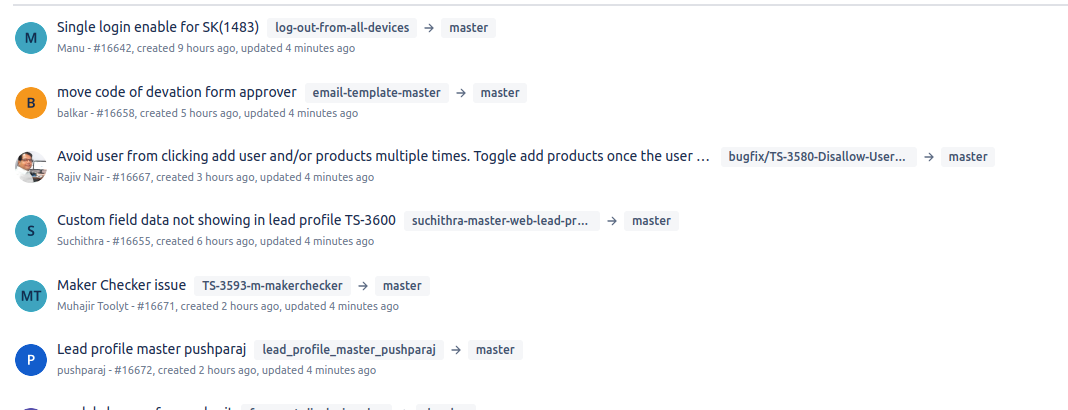 M Single login enable for SK(1483) log-out-from-all-devices → master
Manu - #16642, created 9 hours ago, updated 4 minutes ago
B move code of devation form approver email-template-master → master
balkar - #16658, created 5 hours ago, updated 4 minutes ago
Avoid user from clicking add user and/or products multiple times. Toggle add products once the user ... bugfix/TS-3580-Disallow-User... → master
Rajiv Nair - #16667, created 3 hours ago, updated 4 minutes ago
S Custom field data not showing in lead profile TS-3600 suchithra-master-web-lead-pr... → master
Suchithra - #16655, created 6 hours ago, updated 4 minutes ago
MT Maker Checker issue TS-3593-m-makerchecker → master
Muhajir Toolyt - #16671, created 2 hours ago, updated 4 minutes ago
P Lead profile master pushparaj lead_profile_master_pushparaj → master
pushparaj - #16672, created 2 hours ago, updated 4 minutes ago